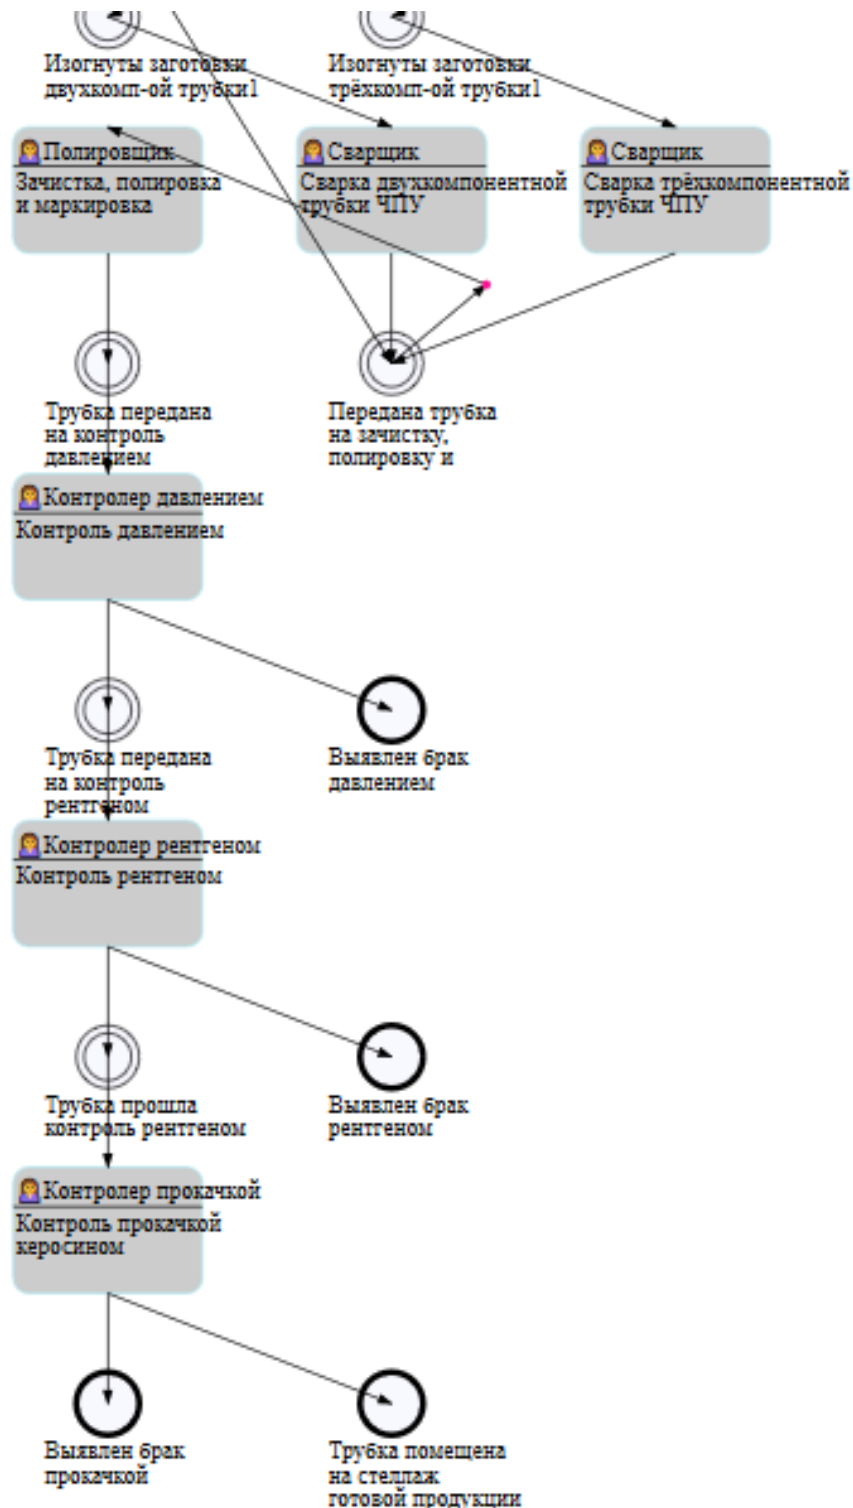 Изогнуты заготовки
двухкомп-ой трубки1
Изогнуты заготовки
трёхкомп-ой трубки1
Полировщик
Зачистка, полировка
и маркировка
Сварщик
Сварка двухкомпонентной
трубки ЧПУ
Сварщик
Сварка трёхкомпонентной
трубки ЧПУ
Трубка передана
на контроль
давлением
Передана трубка
на зачистку,
полировку и
Контролер давлением
Контроль давлением
Трубка передана
на контроль
рентгеном
Выявлен брак
давлением
Контролер рентгеном
Контроль рентгеном
Трубка прошла
контроль рентгеном
Выявлен брак
рентгеном
Контролер прокачкой
Контроль прокачкой
керосином
Выявлен брак
прокачкой
Трубка помещена
на стеллаж
готовой продукции